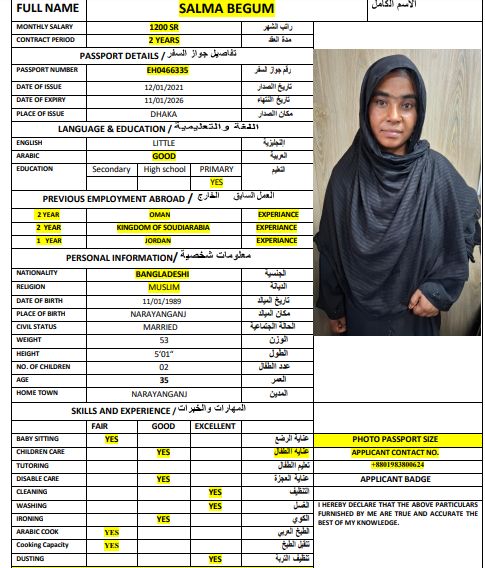 FULL NAME SALMA BEGUM الاسم الكامل
MONTHLY SALARY 1200 SR راتب الشهر
CONTRACT PERIOD 2 YEARS مدة العقد
PASSPORT DETAILS / تفاصيل جواز السفر
PASSPORT NUMBER EH0466335 رقم جواز السفر
DATE OF ISSUE 12/01/2021 تاريخ الصدار
DATE OF EXPIRY 11/01/2026 تاريخ النتهاء
PLACE OF ISSUE DHAKA مكان الصدار
LANGUAGE & EDUCATION / اللغة والتعليمية
ENGLISH LITTLE إنجليزية
ARABIC GOOD العربية
EDUCATION Secondary High school PRIMARY التعليم
YES
PREVIOUS EMPLOYMENT ABROAD / العمل السابق الخارج
2 YEAR OMAN EXPERIANCE
2 YEAR KINGDOM OF SOUDIARABIA EXPERIANCE
1 YEAR JORDAN EXPERIANCE
PERSONAL INFORMATION/ معلومات شخصية
NATIONALITY BANGLADESHI الجنسية
RELIGION MUSLIM الديانة
DATE OF BIRTH 11/01/1989 تاريخ الميلد
PLACE OF BIRTH NARAYANGANJ مكان الميلد
CIVIL STATUS MARRIED الحالة الجتماعية
WEIGHT 53 الوزن
HEIGHT 5'01" الطول
NO. OF CHILDREN 02 عدد الطفال
AGE 35 العمر
HOME TOWN NARAYANGANJ المدين
SKILLS AND EXPERIENCE / المهارات والخبرات
FAIR GOOD EXCELLENT
BABY SITTING YES عناية الرضع
CHILDREN CARE YES عنايه الطفال
TUTORING تعليم الطفال
DISABLE CARE YES عناية العجزة
CLEANING YES التنظيف
WASHING YES الغسل
IRONING YES الكوي
ARABIC COOK YES الطبخ العربي
Cooking Capacity YES تتقبل الطبخ
DUSTING YES تنظيف التربة
PHOTO PASSPORT SIZE
APPLICANT CONTACT NO.
+8801983800624
APPLICANT BADGE
I HEREBY DECLARE THAT THE ABOVE PARTICULARS
FURNISHED BY ME ARE TRUE AND ACCURATE THE
BEST OF MY KNOWLEDGE.